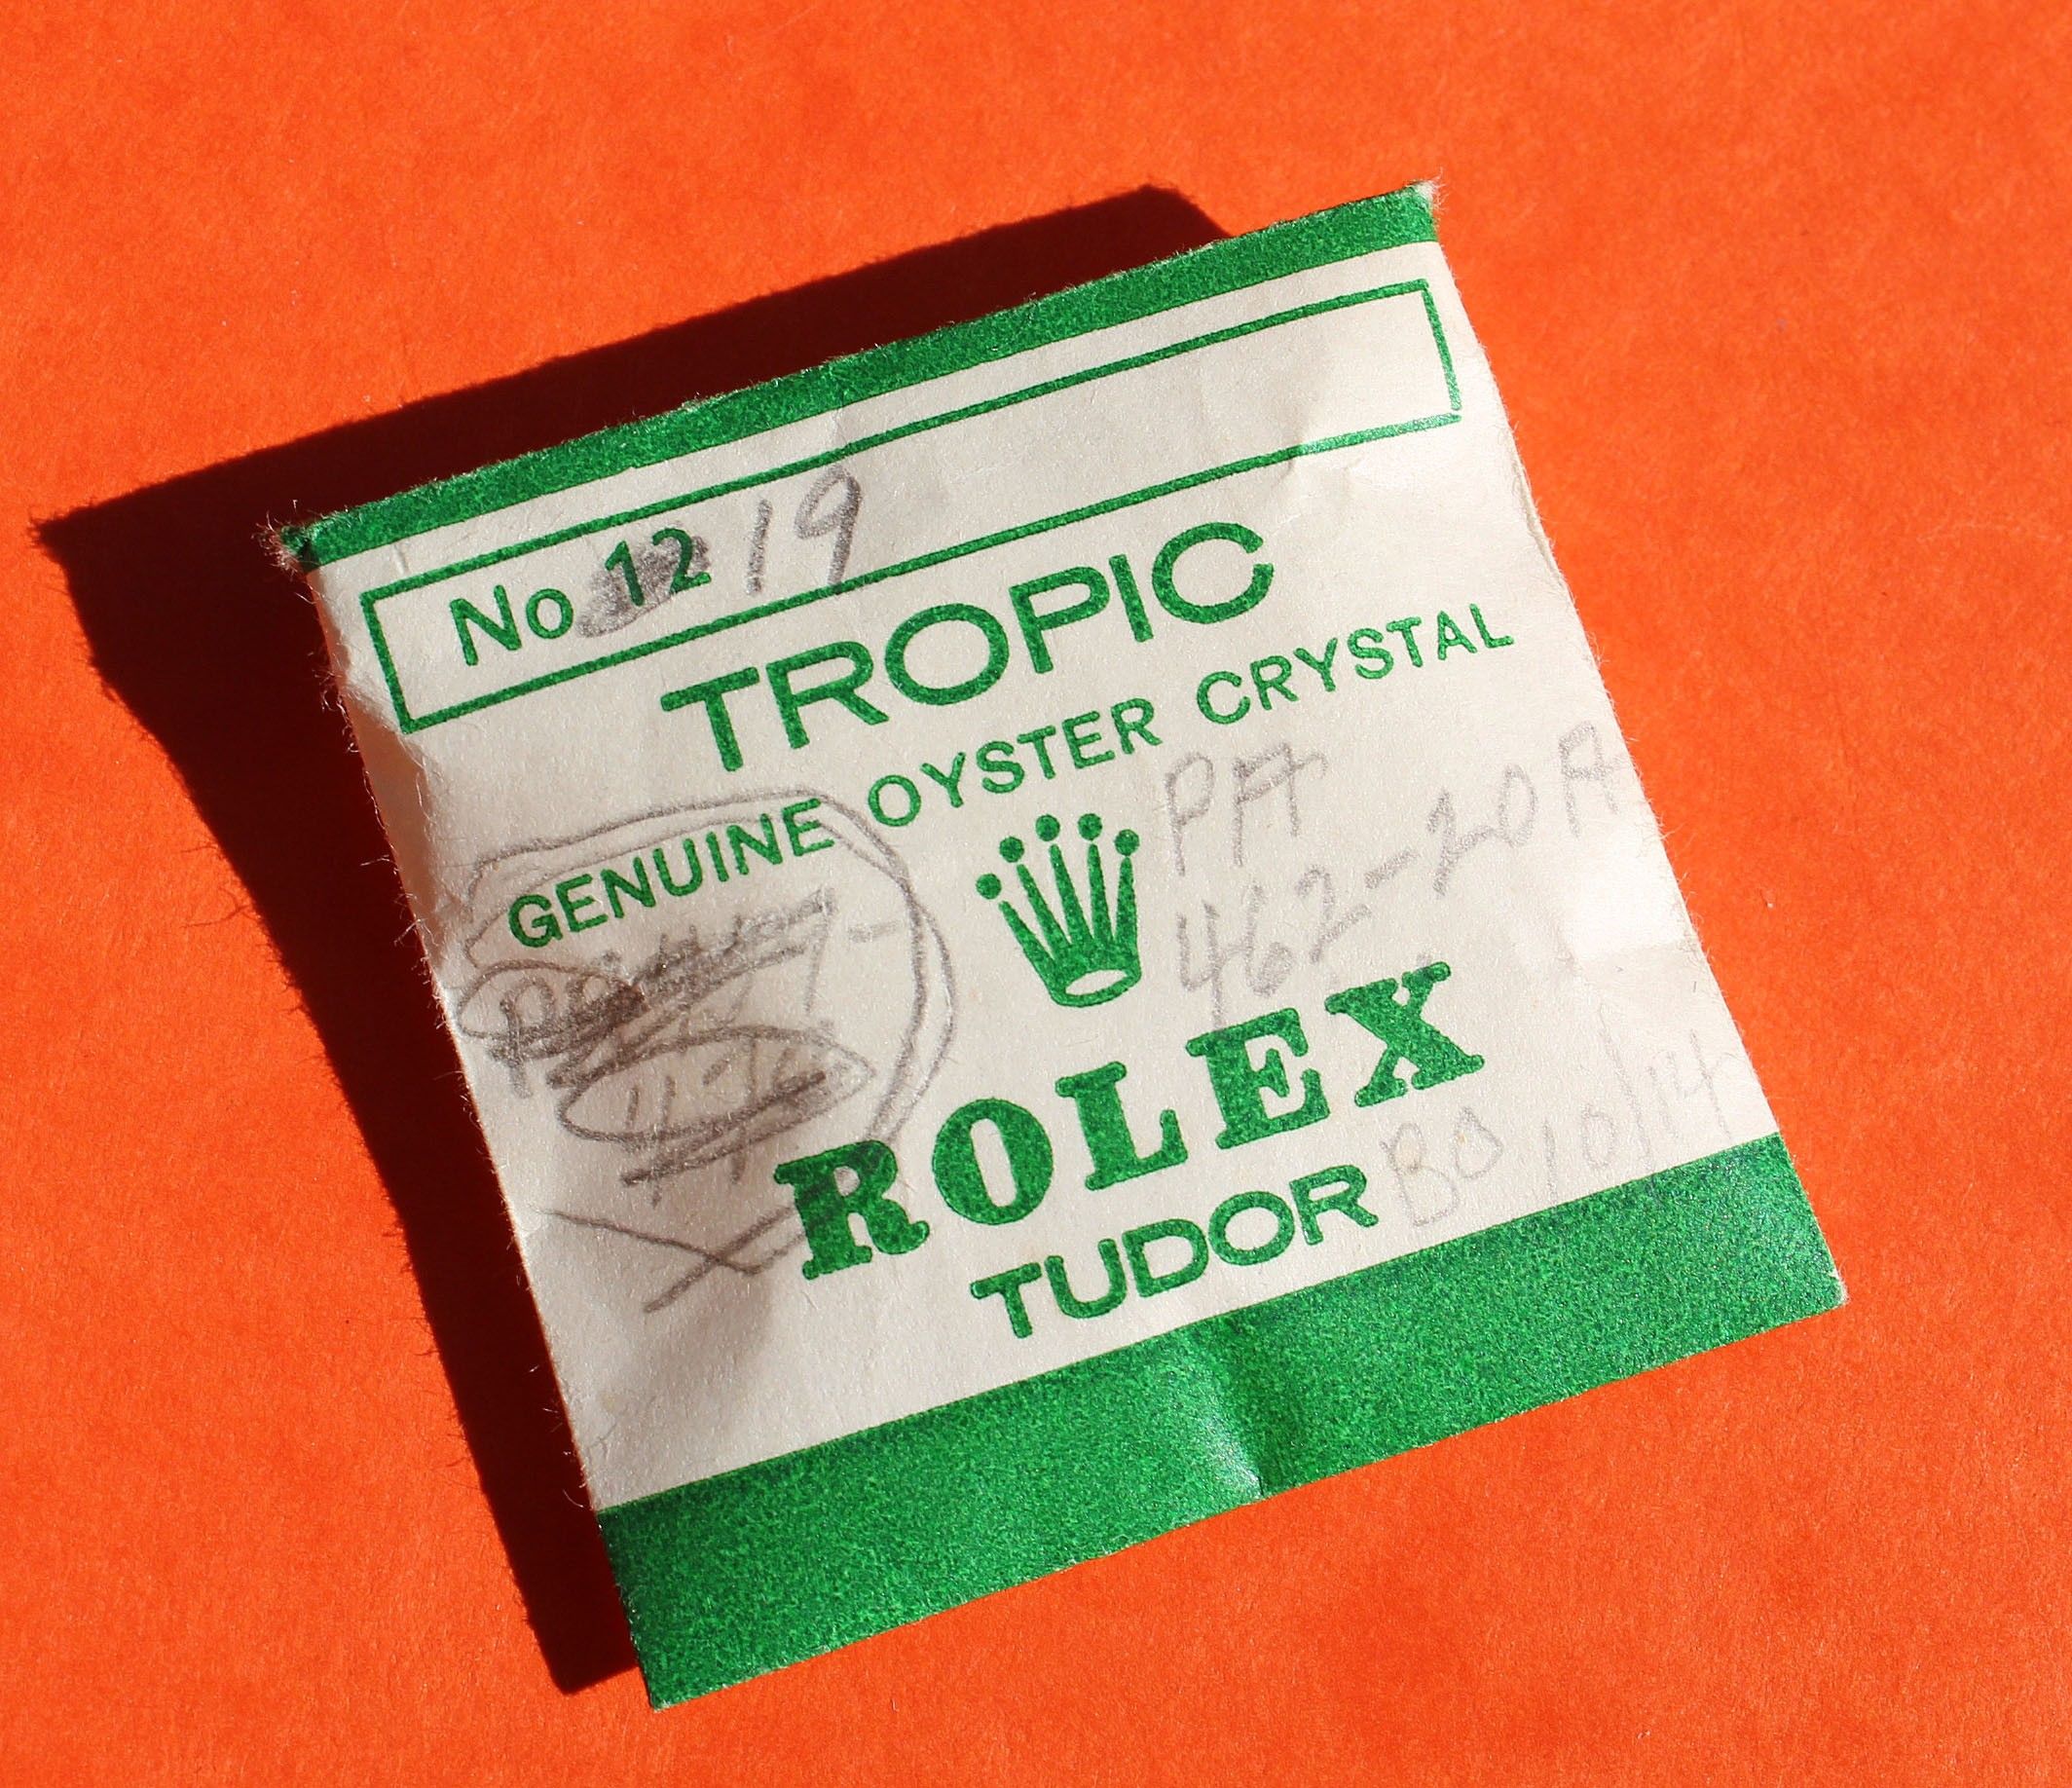 No 12 19
TROPIC
GENUINE OYSTER CRYSTAL
PA
462-20A
ROLEX
TUDOR
BO 10/14